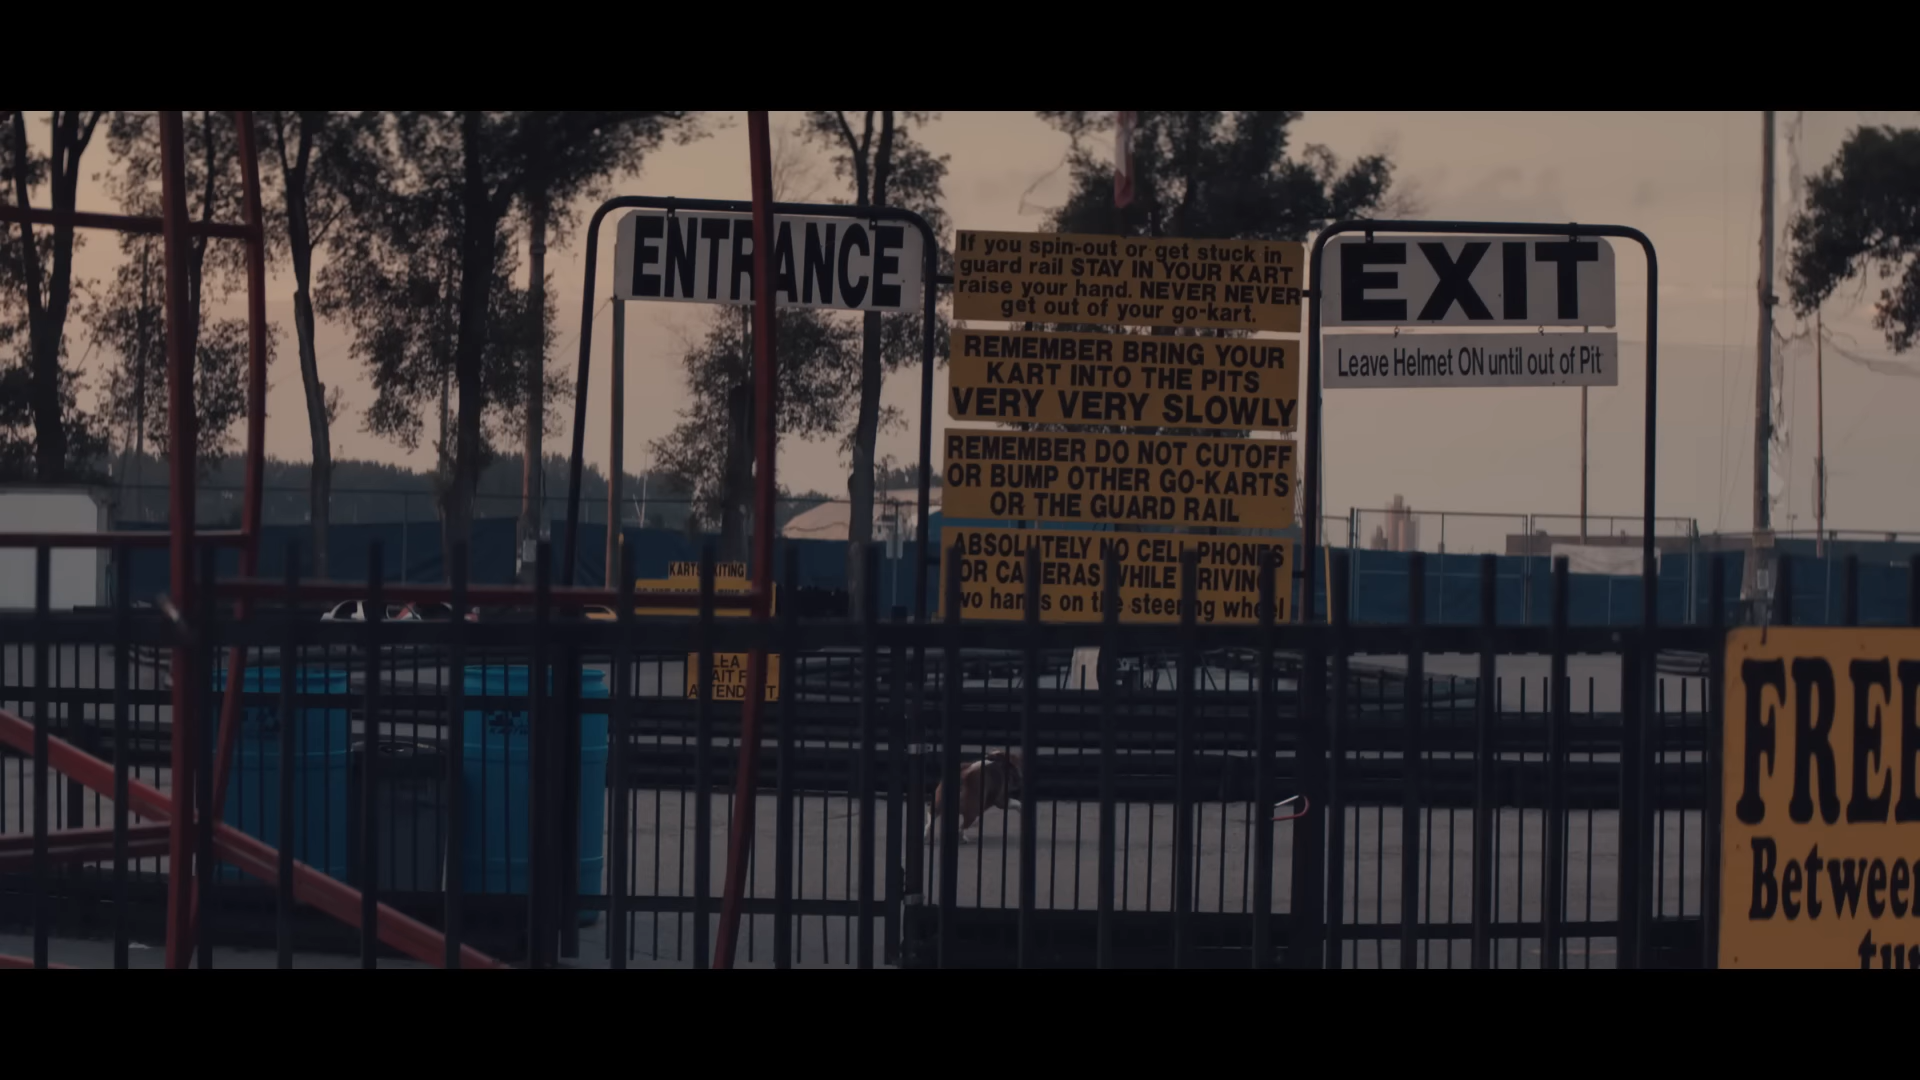 ENTRANCE
If you spin-out or get stuck in
guard rail STAY IN YOUR KART
raise your hand. NEVER NEVER
get out of your go-kart.
REMEMBER BRING YOUR
KART INTO THE PITS
VERY VERY SLOWLY
REMEMBER DO NOT CUTOFF
OR BUMP OTHER GO-KARTS
OR THE GUARD RAIL
ABSOLUTELY NO CELL PHONES
OR CAMERAS WHILE DRIVING
two hands on the steering wheel
EXIT
Leave Helmet ON until out of Pit
KARTS EXITING
FREE
Between